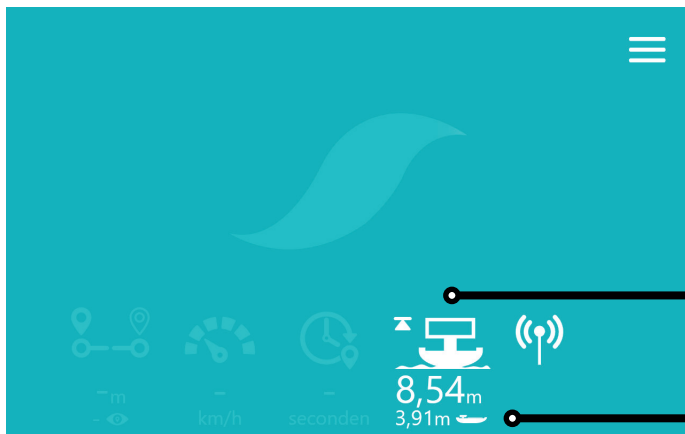 -m
-
-
km/h
-
seconden
8,54m
3,91m